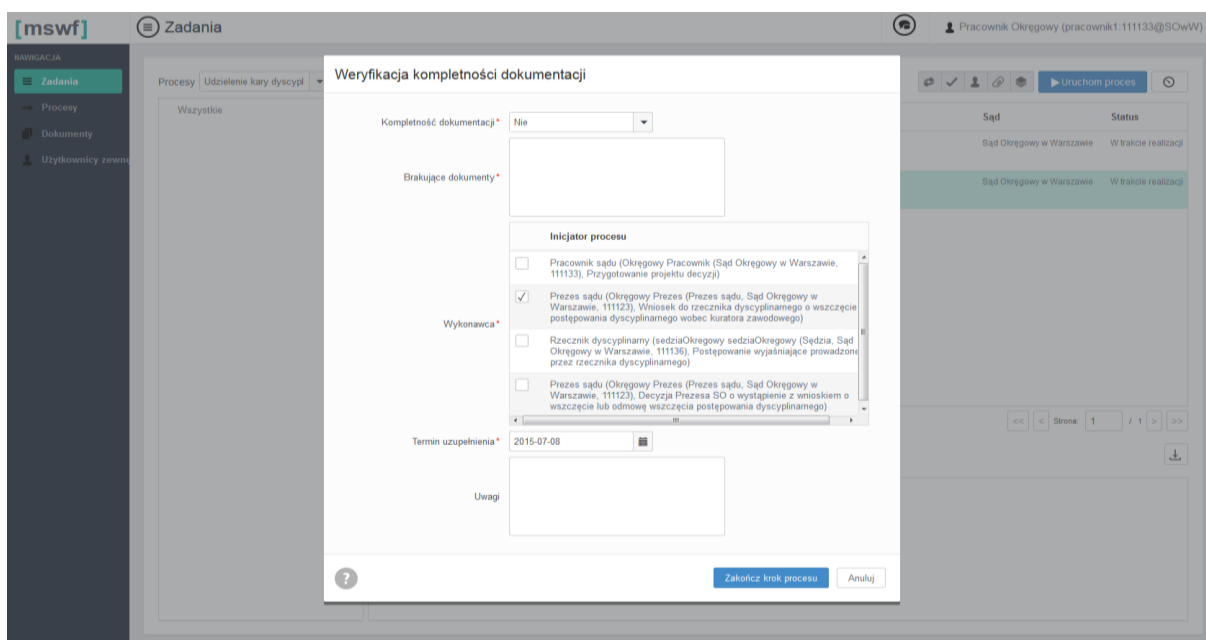 [mswf]
Zadania
Pracownik Okręgowy (pracownik1:111133@SOwW)
NAWIGACJA
Zadania
Procesy
Dokumenty
Użytkownicy zewnę
Procesy Udzielenie kary dyscypl
Wszystkie
Uruchom proces
Sąd Status
Sąd Okręgowy w Warszawie W trakcie realizacji
Sąd Okręgowy w Warszawie W trakcie realizacji
<< < Strona: 1 / 1 > >>
Weryfikacja kompletności dokumentacji
Kompletność dokumentacji* Nie
Brakujące dokumenty*
Wykonawca*
Inicjator procesu
Pracownik sądu (Okręgowy Pracownik (Sąd Okręgowy w Warszawie,
111133), Przygotowanie projektu decyzji)
Prezes sądu (Okręgowy Prezes (Prezes sądu, Sąd Okręgowy w
Warszawie, 111123), Wniosek do rzecznika dyscyplinarnego o wszczęcie
postępowania dyscyplinarnego wobec kuratora zawodowego)
Rzecznik dyscyplinarny (sedziaOkregowy sedziaOkregowy (Sędzia, Sąd
Okręgowy w Warszawie, 111136), Postępowanie wyjaśniające prowadzone
przez rzecznika dyscyplinarnego)
Prezes sądu (Okręgowy Prezes (Prezes sądu, Sąd Okręgowy w
Warszawie, 111123), Decyzja Prezesa SO o wystąpienie z wnioskiem o
wszczęcie lub odmowę wszczęcia postępowania dyscyplinarnego)
Termin uzupełnienia* 2015-07-08
Uwagi
?
Zakończ krok procesu Anuluj